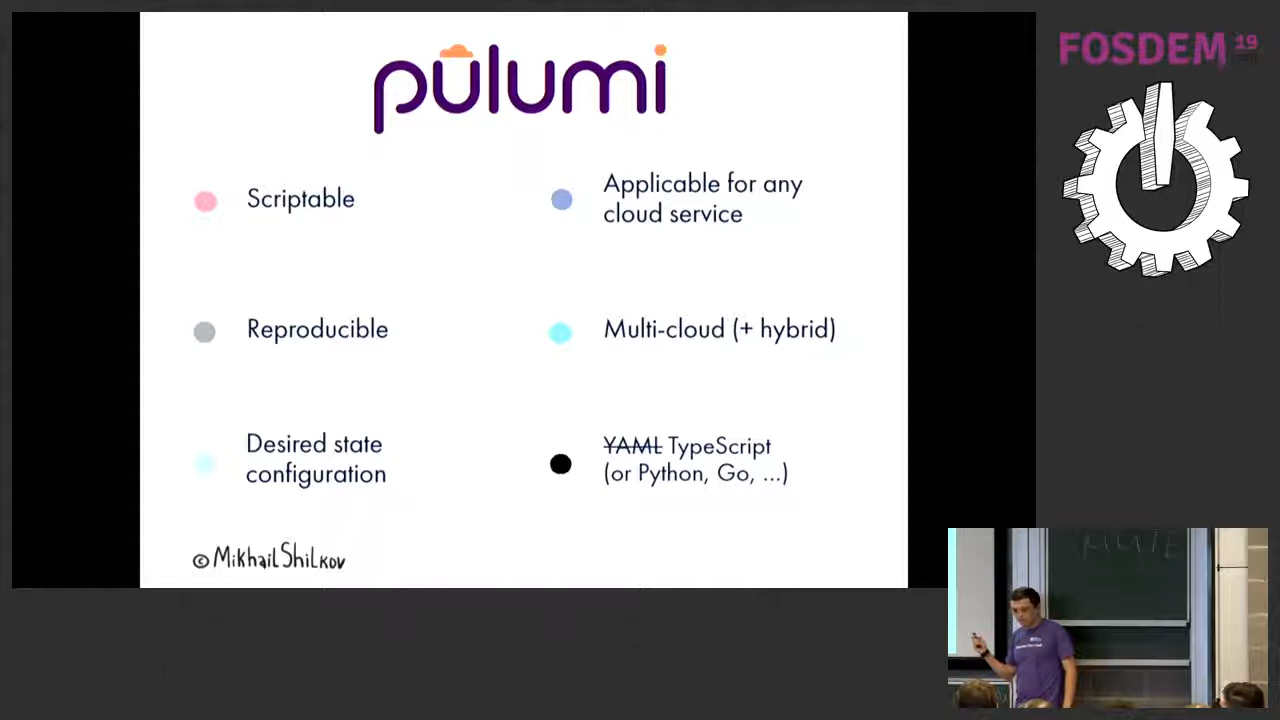 pulumi
Scriptable
Applicable for any
cloud service
Reproducible
Multi-cloud (+ hybrid)
Desired state
configuration
YAML TypeScript
(or Python, Go, ...)
© Mikhail Shilkov
FOSDEM 19